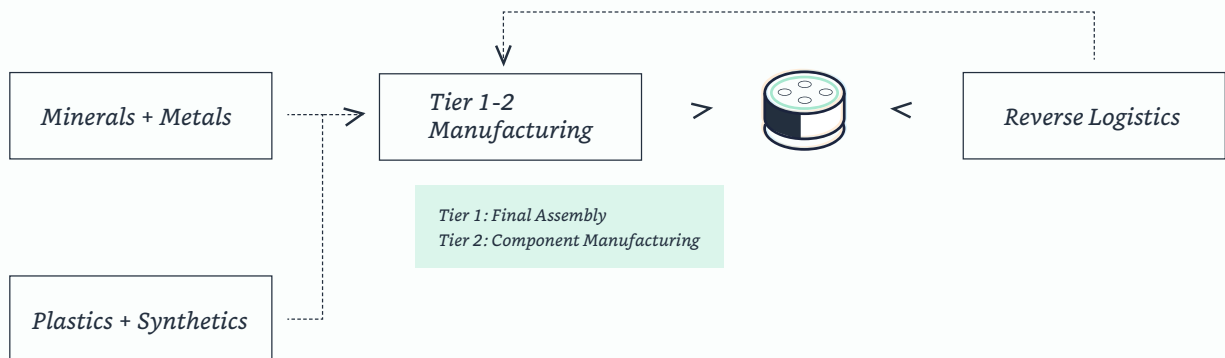 Minerals + Metals
Tier 1-2
Manufacturing
Reverse Logistics
Tier 1: Final Assembly
Tier 2: Component Manufacturing
Plastics + Synthetics